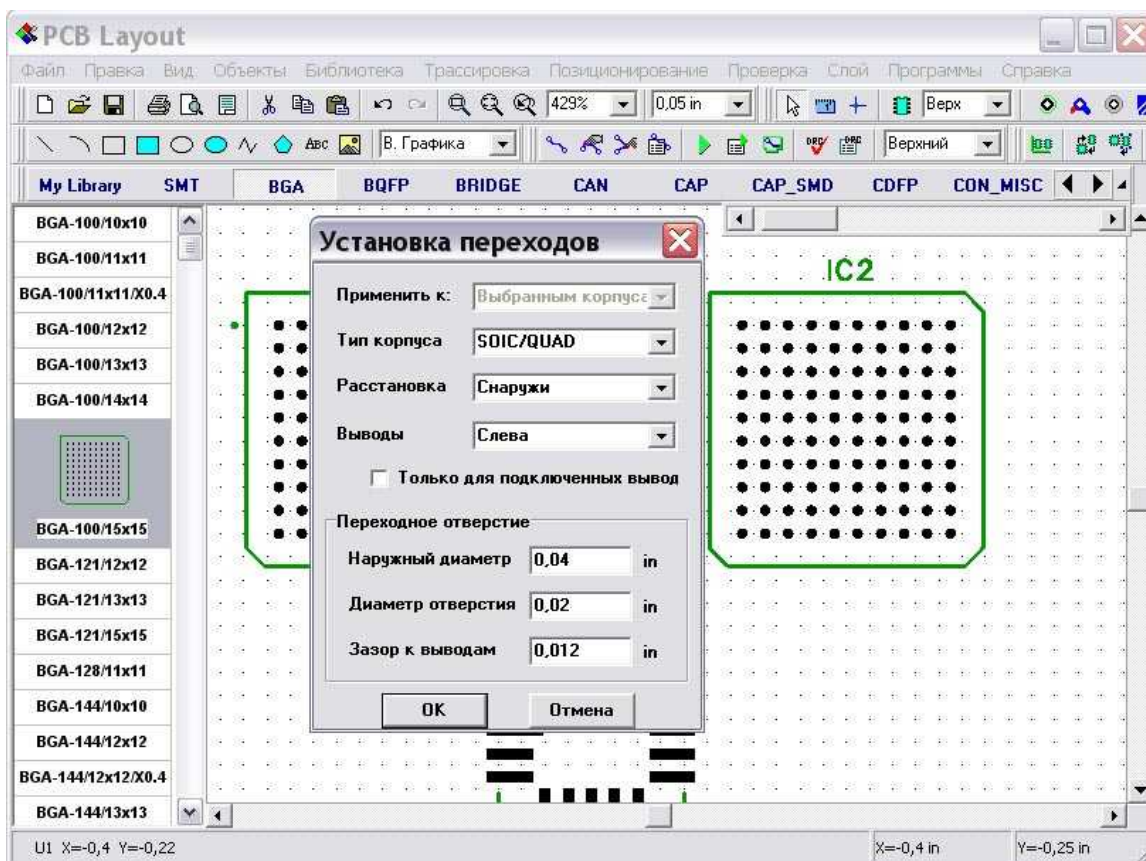 PCB Layout
Файл Правка Вид Объекты Библиотека Трассировка Позиционирование Проверка Слой Программы Справка
429% 0,05 in Верх
ABC В. Графика DRC DRC Верхний
My Library SMT BGA BQFP BRIDGE CAN CAP CAP_SMD CDFP CON_MISC
BGA-100/10x10
BGA-100/11x11
BGA-100/11x11/X0.4
BGA-100/12x12
BGA-100/13x13
BGA-100/14x14
BGA-100/15x15
BGA-121/12x12
BGA-121/13x13
BGA-121/15x15
BGA-128/11x11
BGA-144/10x10
BGA-144/12x12
BGA-144/12x12/X0.4
BGA-144/13x13
Установка переходов
Применить к: Выбранным корпуса
Тип корпуса SOIC/QUAD
Расстановка Снаружи
Выводы Слева
Только для подключенных вывод
Переходное отверстие
Наружный диаметр 0,04 in
Диаметр отверстия 0,02 in
Зазор к выводам 0,012 in
OK Отмена
IC2
U1 X=-0,4 Y=-0,22 X=-0,4 in Y=-0,25 in